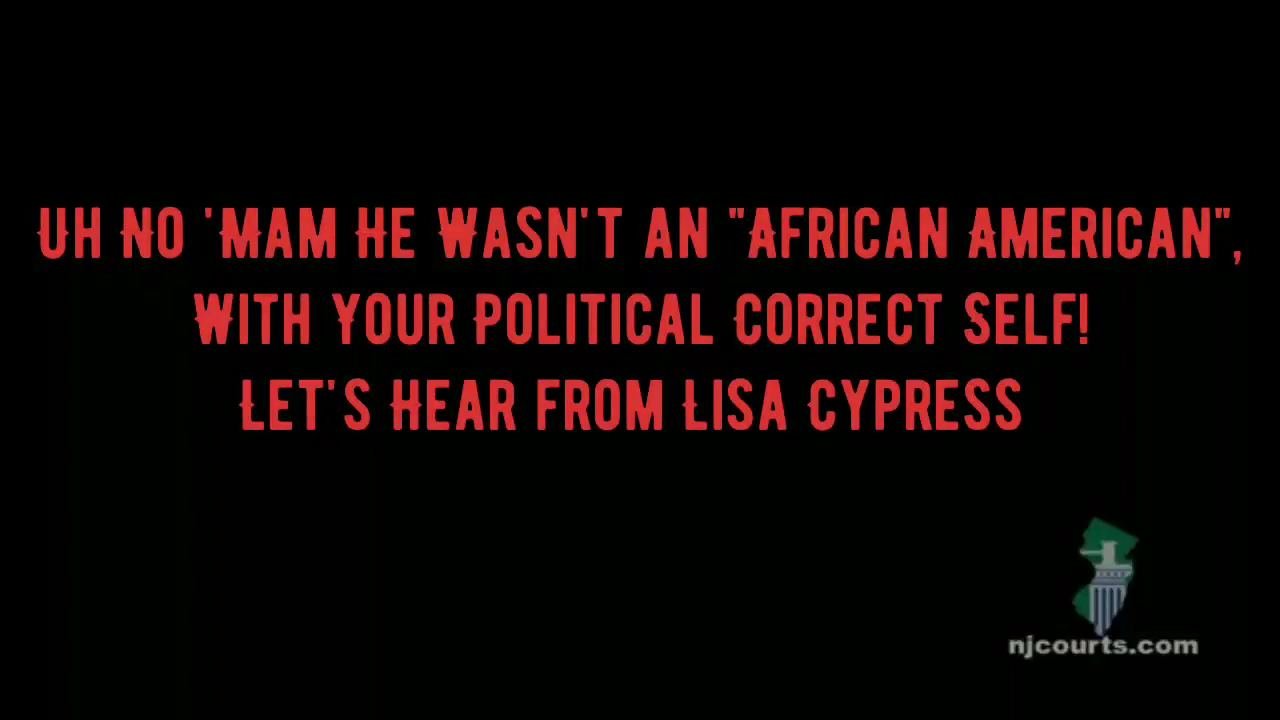 UH NO 'MAM HE WASN'T AN "AFRICAN AMERICAN",
WITH YOUR POLITICAL CORRECT SELF!
LET'S HEAR FROM LISA CYPRESS
njcourts.com